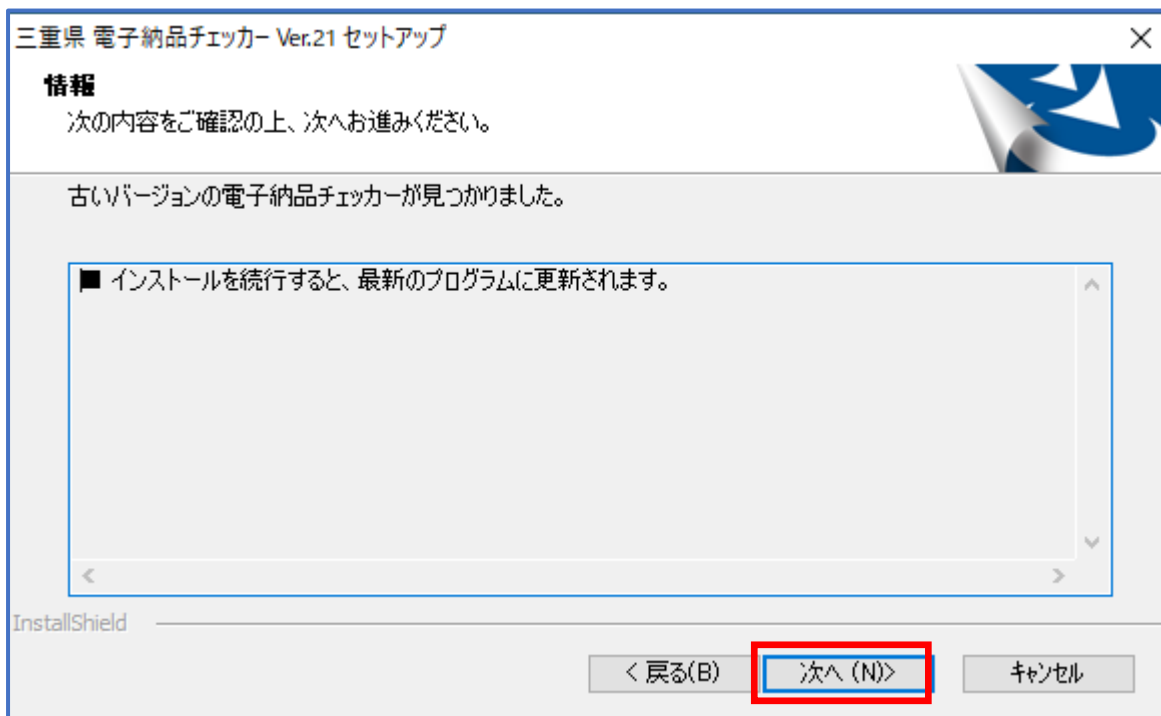 三重県 電子納品チェッカー Ver.21 セットアップ
情報
次の内容をご確認の上、次へお進みください。
古いバージョンの電子納品チェッカーが見つかりました。
■ インストールを続行すると、最新のプログラムに更新されます。
InstallShield
< 戻る(B)
次へ (N)>
キャンセル